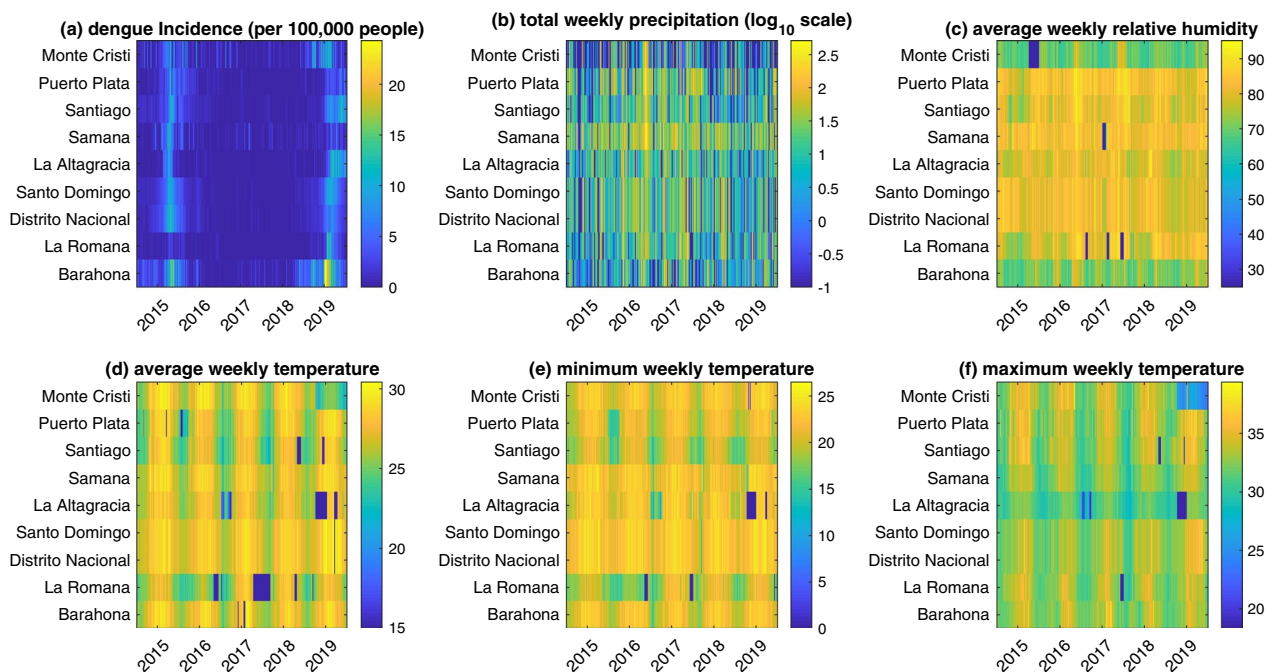 (a) dengue Incidence (per 100,000 people)
Monte Cristi
Puerto Plata
Santiago
Samana
La Altagracia
Santo Domingo
Distrito Nacional
La Romana
Barahona
20
15
10
5
0
2015
2016
2017
2018
2019
(b) total weekly precipitation (log10 scale)
Monte Cristi
Puerto Plata
Santiago
Samana
La Altagracia
Santo Domingo
Distrito Nacional
La Romana
Barahona
2.5
2
1.5
1
0.5
0
-0.5
-1
2015
2016
2017
2018
2019
(c) average weekly relative humidity
Monte Cristi
Puerto Plata
Santiago
Samana
La Altagracia
Santo Domingo
Distrito Nacional
La Romana
Barahona
90
80
70
60
50
40
30
2015
2016
2017
2018
2019
(d) average weekly temperature
Monte Cristi
Puerto Plata
Santiago
Samana
La Altagracia
Santo Domingo
Distrito Nacional
La Romana
Barahona
30
25
20
15
2015
2016
2017
2018
2019
(e) minimum weekly temperature
Monte Cristi
Puerto Plata
Santiago
Samana
La Altagracia
Santo Domingo
Distrito Nacional
La Romana
Barahona
25
20
15
10
5
0
2015
2016
2017
2018
2019
(f) maximum weekly temperature
Monte Cristi
Puerto Plata
Santiago
Samana
La Altagracia
Santo Domingo
Distrito Nacional
La Romana
Barahona
35
30
25
20
2015
2016
2017
2018
2019